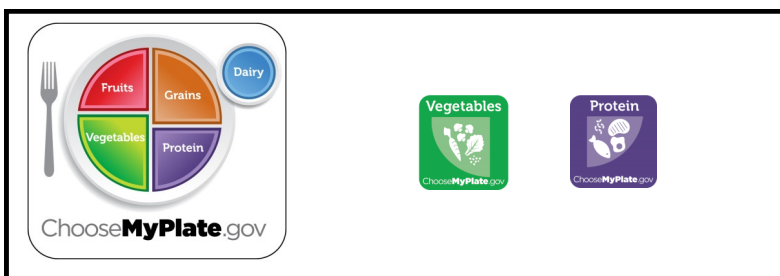 Fruits
Grains
Dairy
Vegetables
Protein
ChooseMyPlate.gov
Vegetables
ChooseMyPlate.gov
Protein
ChooseMyPlate.gov